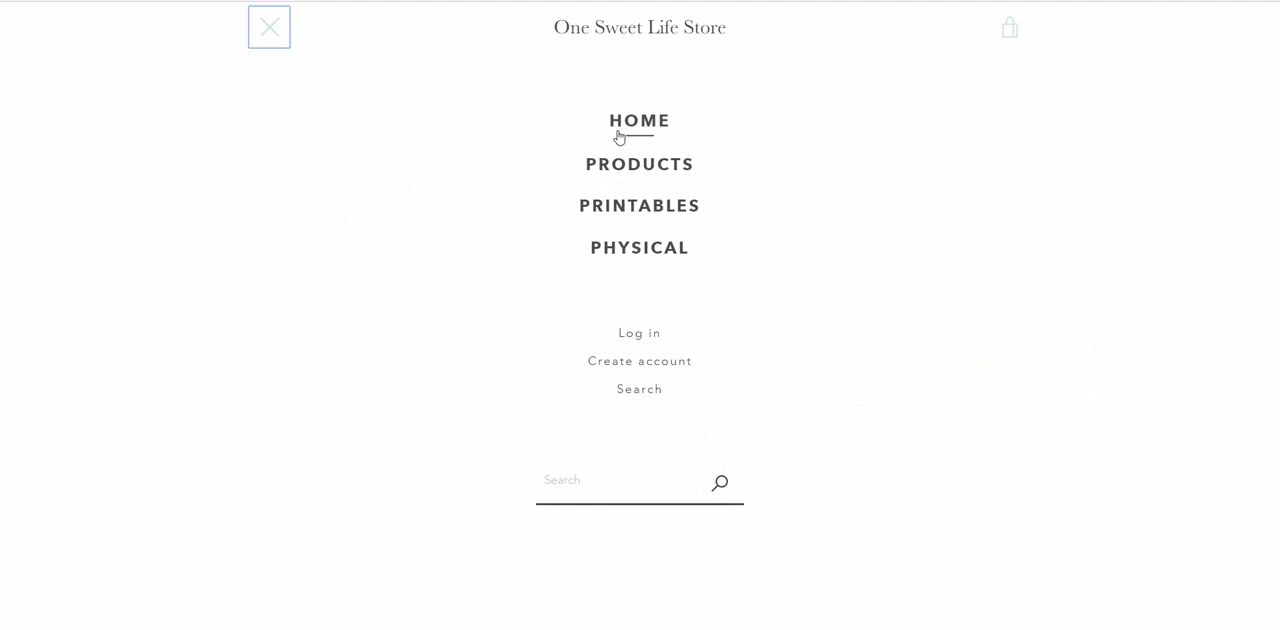 One Sweet Life Store
HOME
PRODUCTS
PRINTABLES
PHYSICAL
Log in
Create account
Search
Search